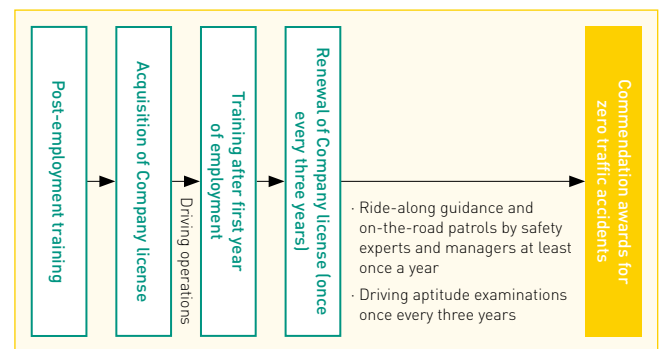 Post-employment training
Acquisition of Company license
Driving operations
Training after first year
of employment
Renewal of Company license (once
every three years)
· Ride-along guidance and
on-the-road patrols by safety
experts and managers at least
once a year
· Driving aptitude examinations
once every three years
Commendation awards for
zero traffic accidents